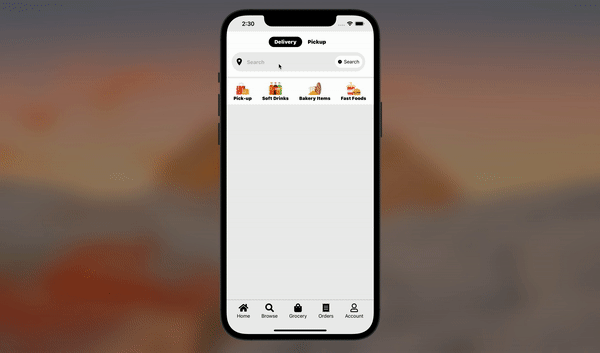 2:30
Delivery Pickup
Search Search
Pick-up Soft Drinks Bakery Items Fast Foods
Home Browse Grocery Orders Account